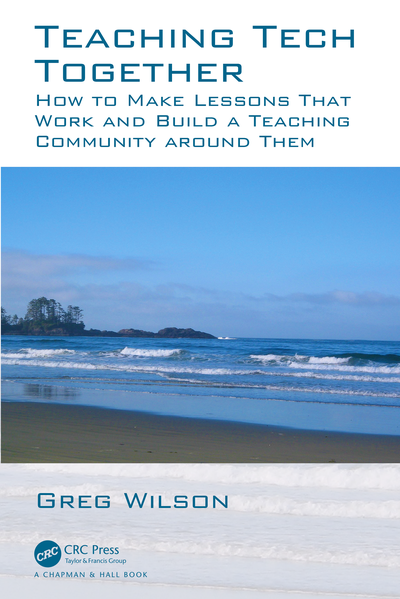 Teaching Tech
Together
How to Make Lessons That
Work and Build a Teaching
Community around Them
Greg Wilson
CRC
CRC Press
Taylor & Francis Group
A CHAPMAN & HALL BOOK